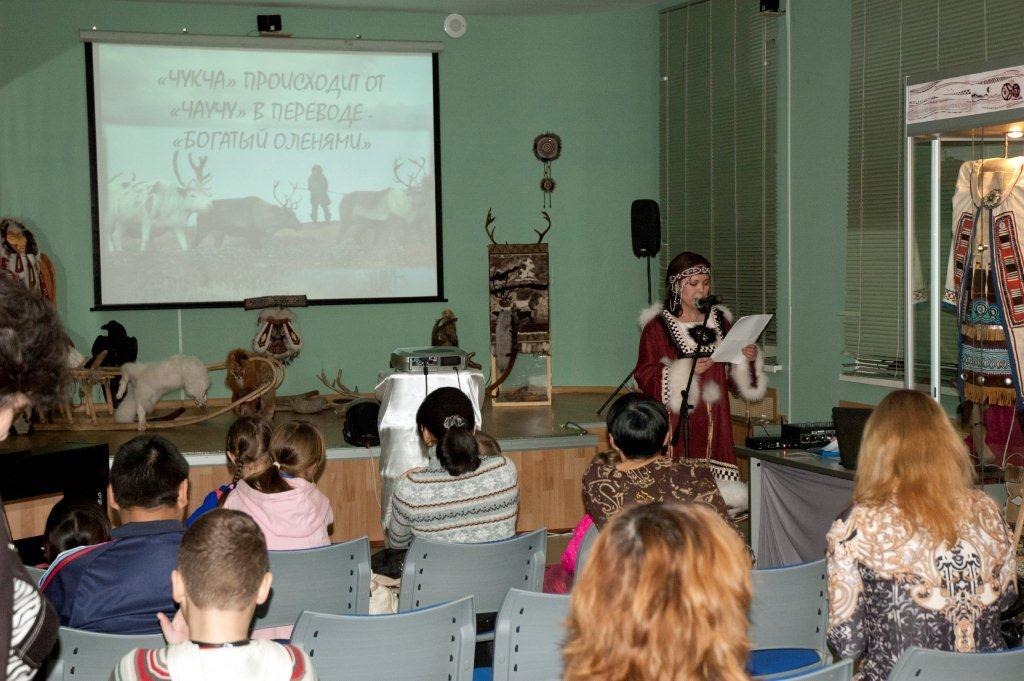 «ЧУКЧА» ПРОИСХОДИТ ОТ
«ЧАУЧУ» В ПЕРЕВОДЕ -
«БОГАТЫЙ ОЛЕНЯМИ»